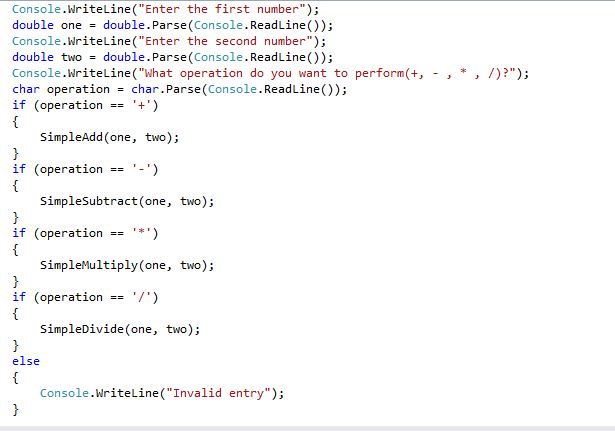 Console.WriteLine("Enter the first number");
double one = double.Parse(Console.ReadLine());
Console.WriteLine("Enter the second number");
double two = double.Parse(Console.ReadLine());
Console.WriteLine("What operation do you want to perform(+, - , * , /)?");
char operation = char.Parse(Console.ReadLine());
if (operation == '+')
{
    SimpleAdd(one, two);
}
if (operation == '-')
{
    SimpleSubtract(one, two);
}
if (operation == '*')
{
    SimpleMultiply(one, two);
}
if (operation == '/')
{
    SimpleDivide(one, two);
}
else
{
    Console.WriteLine("Invalid entry");
}